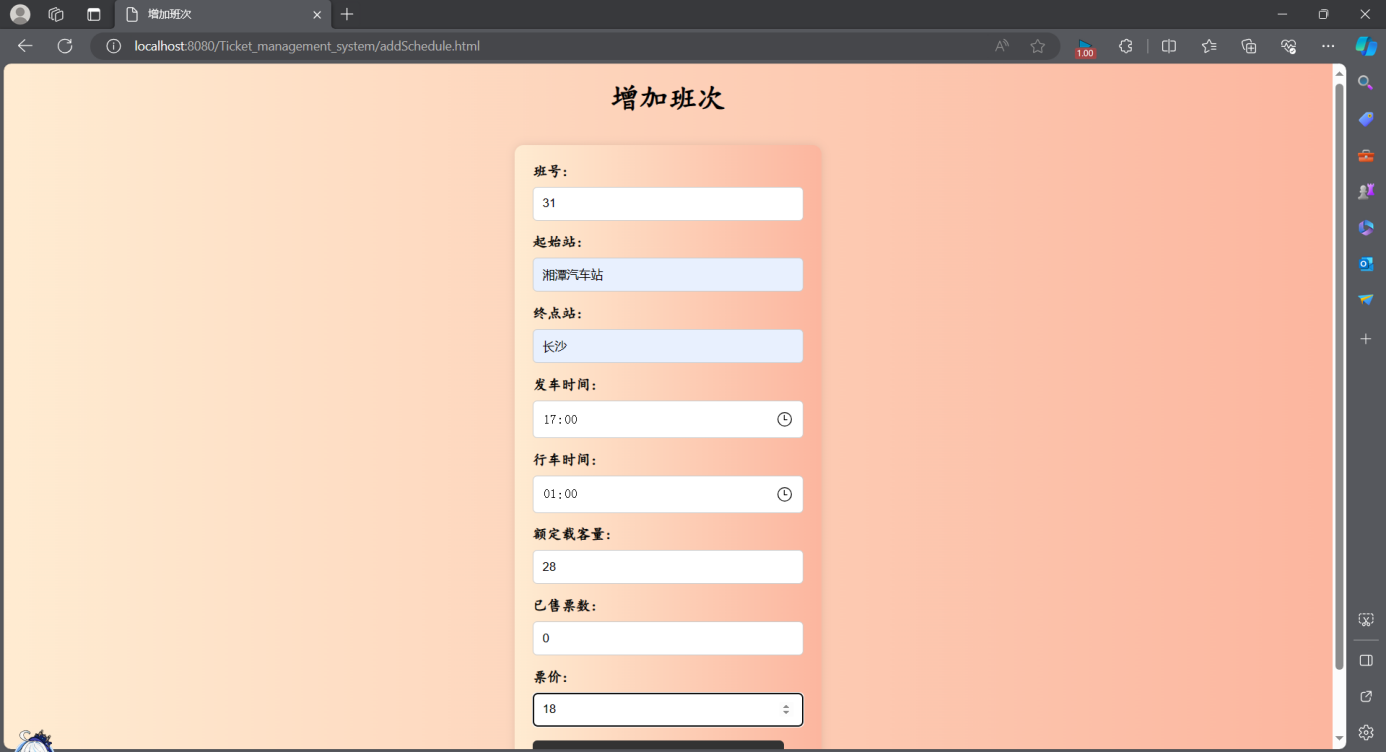 增加班次
localhost:8080/Ticket_management_system/addSchedule.html
1.00
增加班次
班号:
31
起始站:
湘潭汽车站
终点站:
长沙
发车时间:
17:00
行车时间:
01:00
额定载客量:
28
已售票数:
0
票价:
18